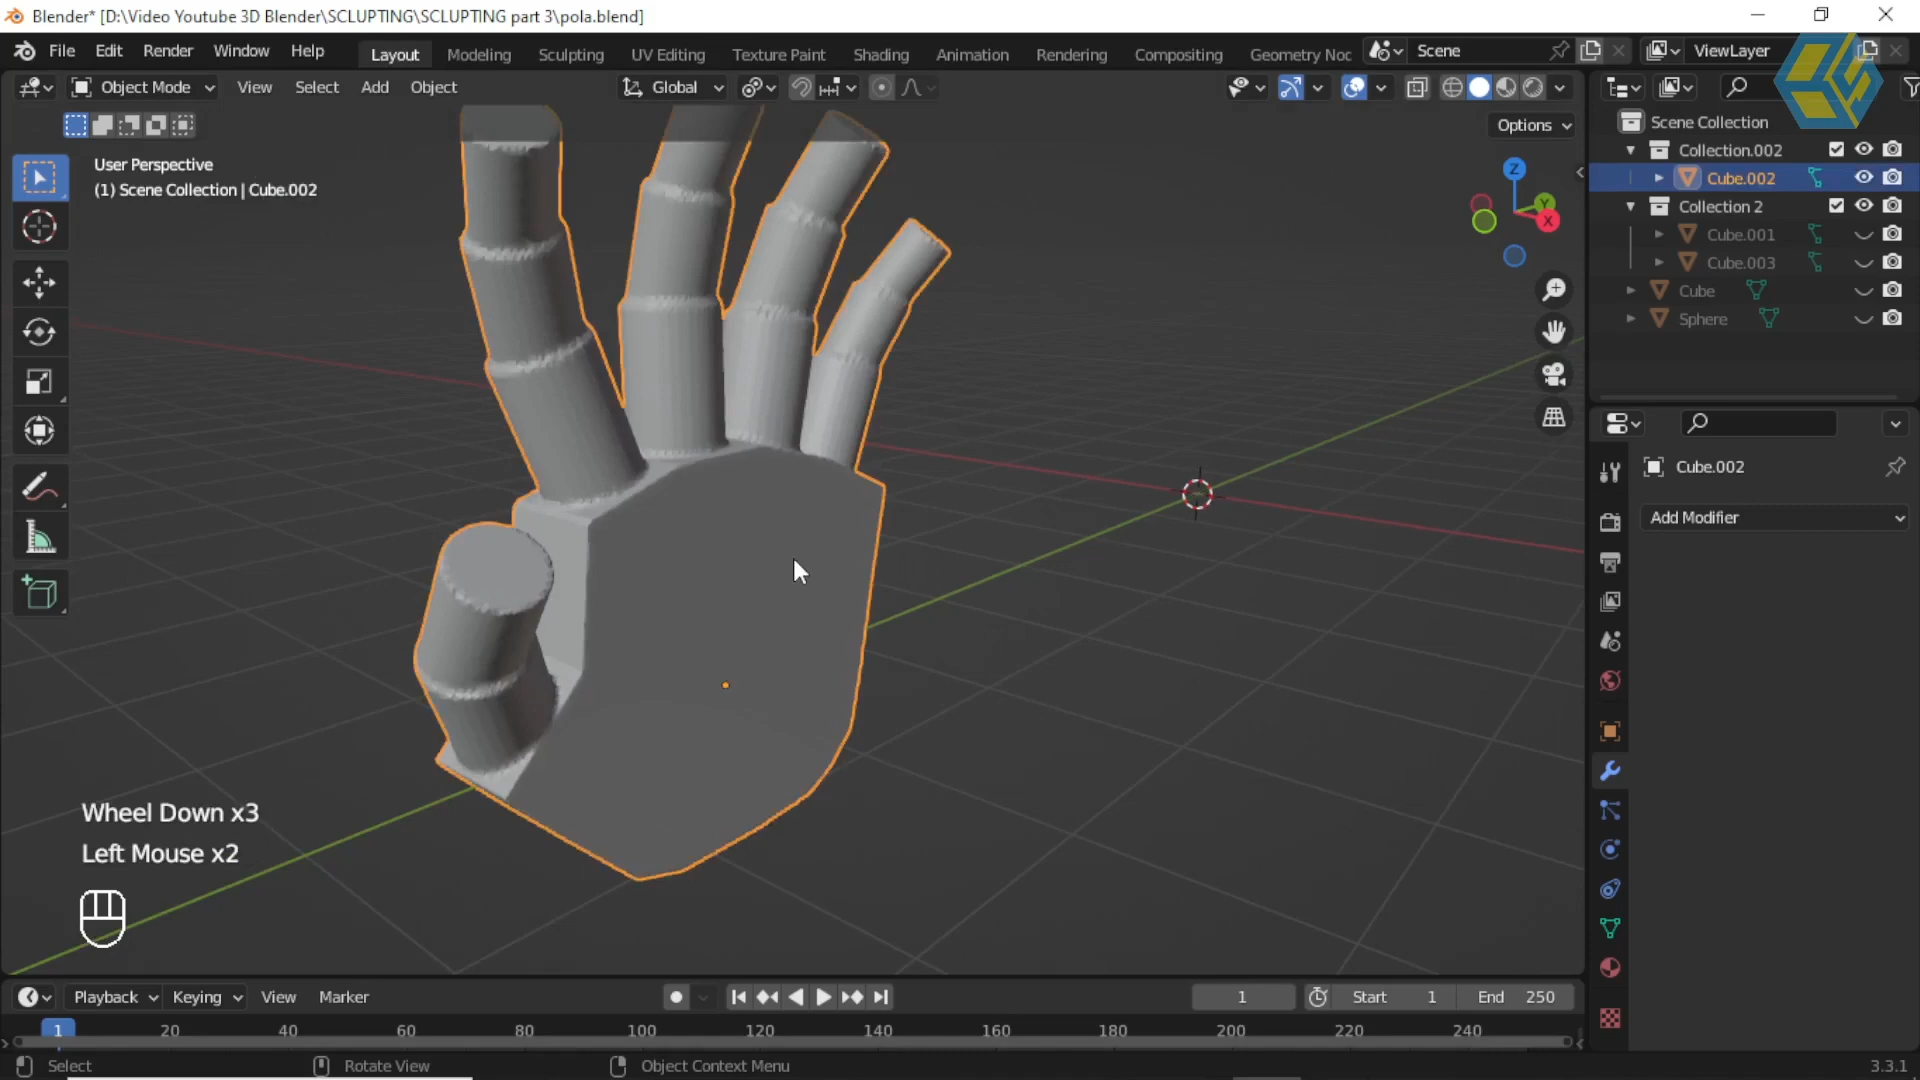 Blender* [D:\Video Youtube 3D Blender\SCLUPTING\SCLUPTING part 3\pola.blend]
File Edit Render Window Help Layout Modeling Sculpting UV Editing Texture Paint Shading Animation Rendering Compositing Geometry Noc Scene ViewLayer
Object Mode View Select Add Object Global
Options
User Perspective
(1) Scene Collection | Cube.002
Z
Y
X
Scene Collection
Collection.002
Cube.002
Collection 2
Cube.001
Cube.003
Cube
Sphere
Cube.002
Add Modifier
Wheel Down x3
Left Mouse x2
Playback Keying View Marker 1 Start 1 End 250
1 20 40 60 80 100 120 140 160 180 200 220 240
Select Rotate View Object Context Menu 3.3.1